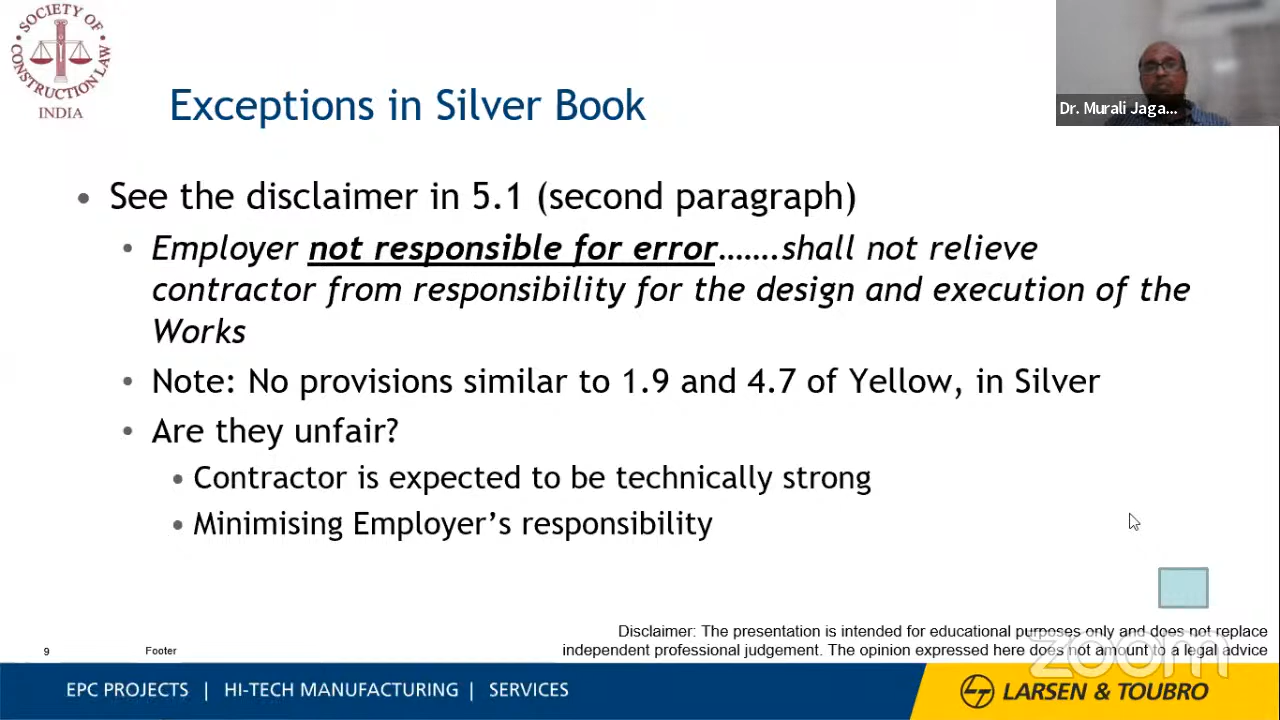 SOCIETY OF
CONSTRUCTION LAW
INDIA
Dr. Murali Jaga...
Exceptions in Silver Book
• See the disclaimer in 5.1 (second paragraph)
• Employer not responsible for error.......shall not relieve
contractor from responsibility for the design and execution of the
Works
• Note: No provisions similar to 1.9 and 4.7 of Yellow, in Silver
• Are they unfair?
• Contractor is expected to be technically strong
• Minimising Employer’s responsibility
Disclaimer: The presentation is intended for educational purposes only and does not replace
independent professional judgement. The opinion expressed here does not amount to a legal advice
zoom
9
Footer
EPC PROJECTS | HI-TECH MANUFACTURING | SERVICES
LARSEN & TOUBRO